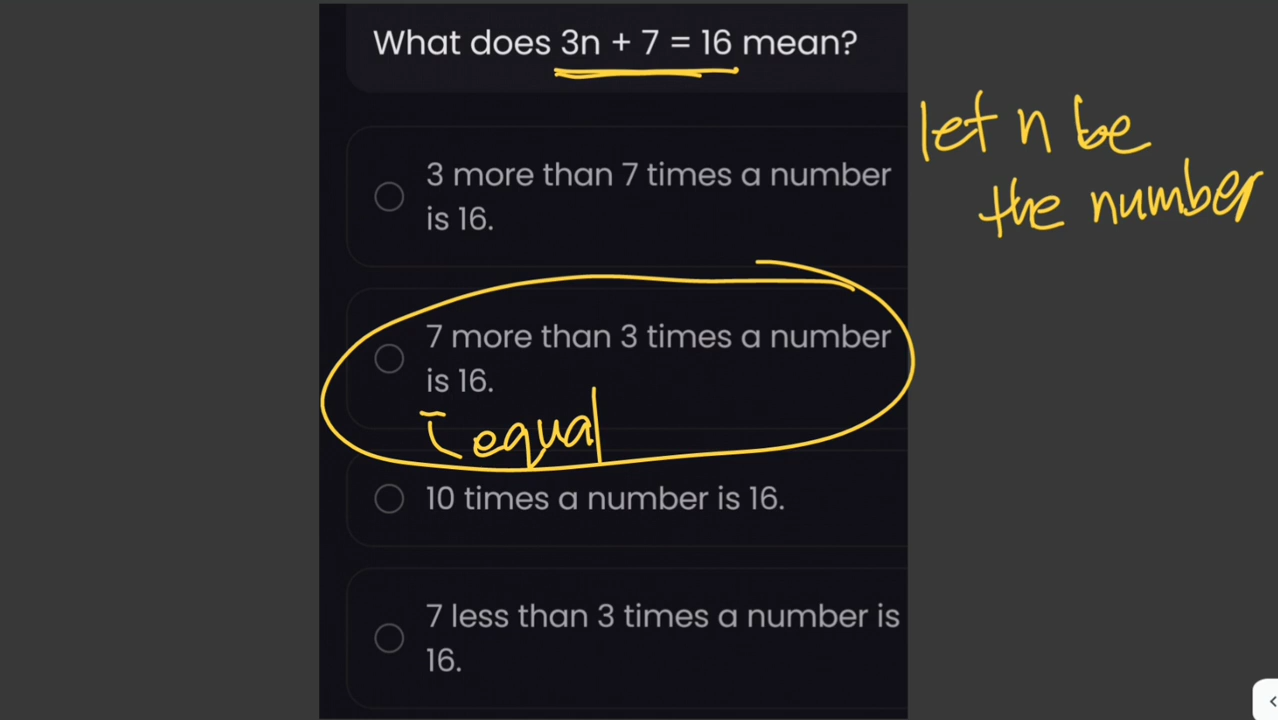 What does 3n + 7 = 16 mean?
let n be
the number
3 more than 7 times a number
is 16.
7 more than 3 times a number
is 16.
equal
10 times a number is 16.
7 less than 3 times a number is
16.